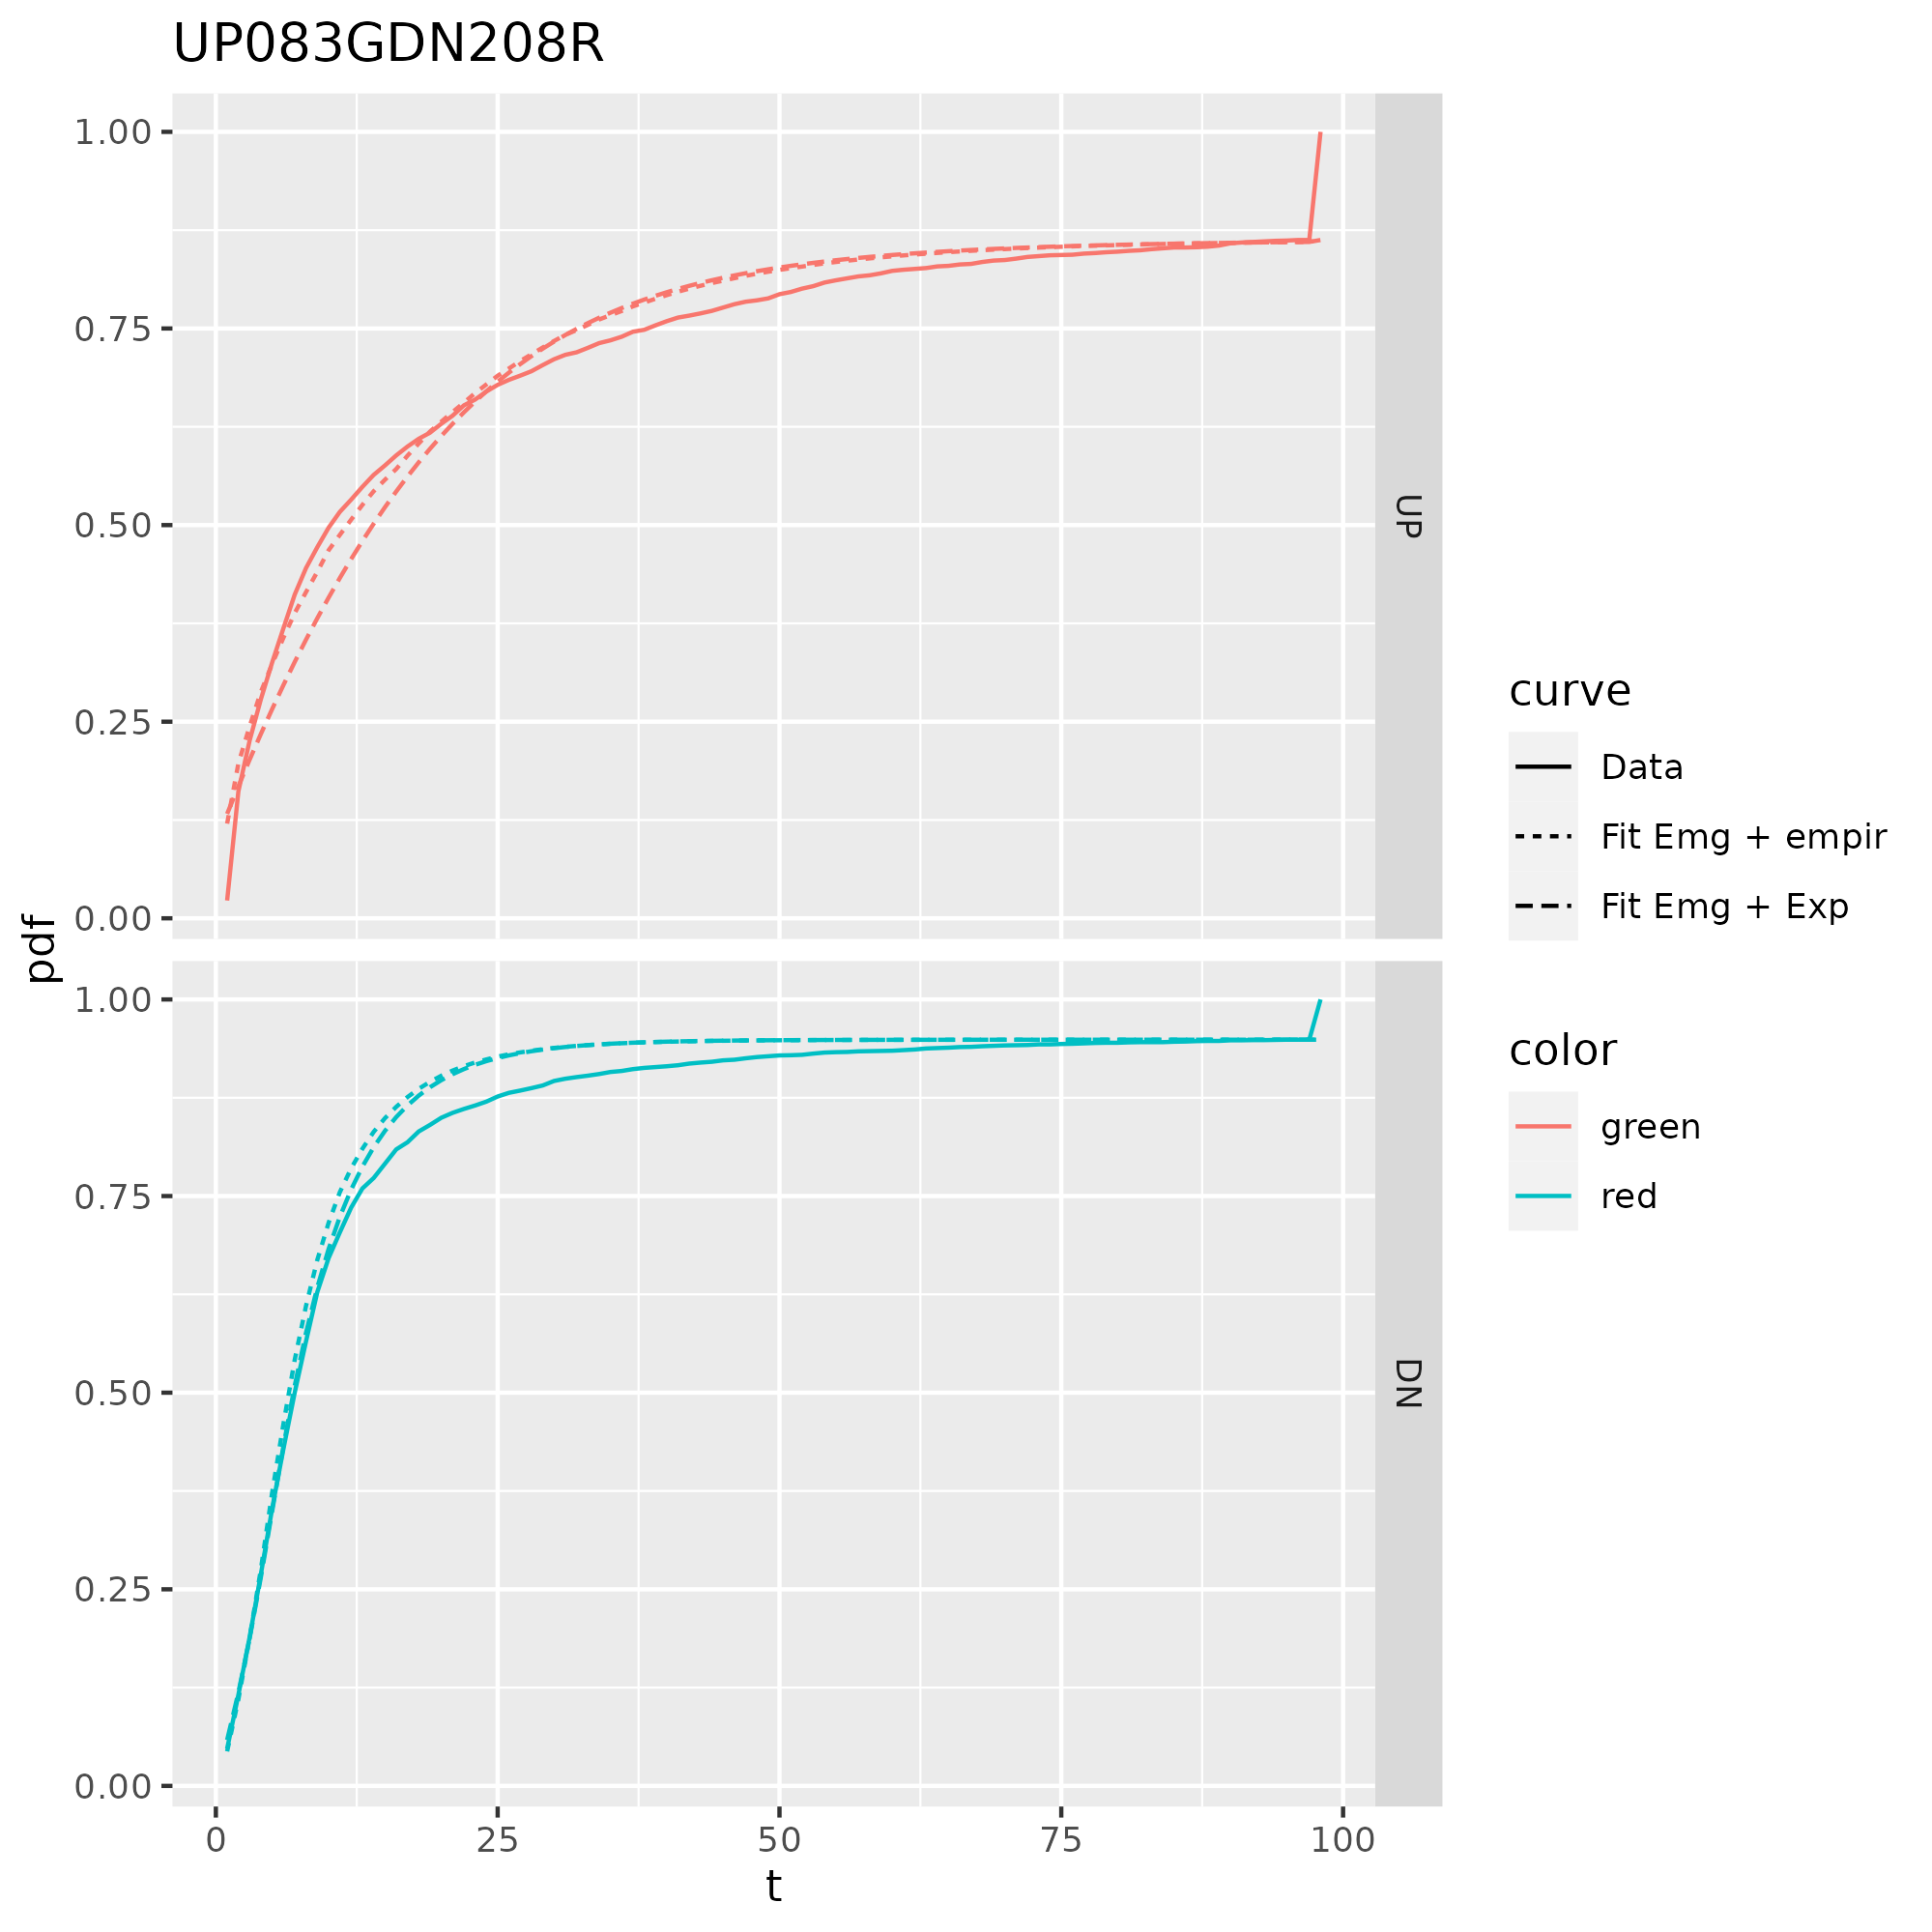 UP083GDN208R
pdf
1.00
0.75
0.50
0.25
0.00
UP
1.00
0.75
0.50
0.25
0.00
DN
0 25 50 75 100
t
curve
Data
Fit Emg + empir
Fit Emg + Exp
color
green
red